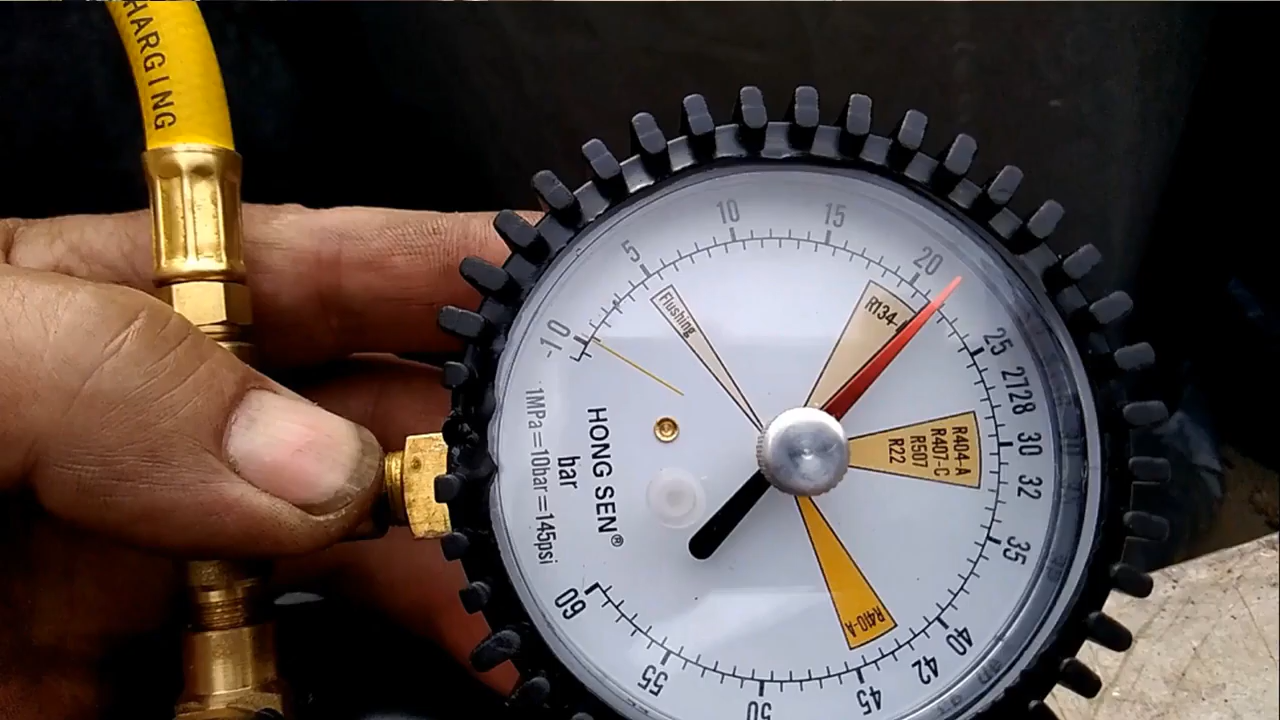 CHARGING
-10
5
10
15
20
25
27
28
30
32
35
40
42
45
50
55
60
Flushing
R134-
R404-A
R407-C
R507
R22
R410-A
HONG SEN®
bar
1MPa=10bar=145psi